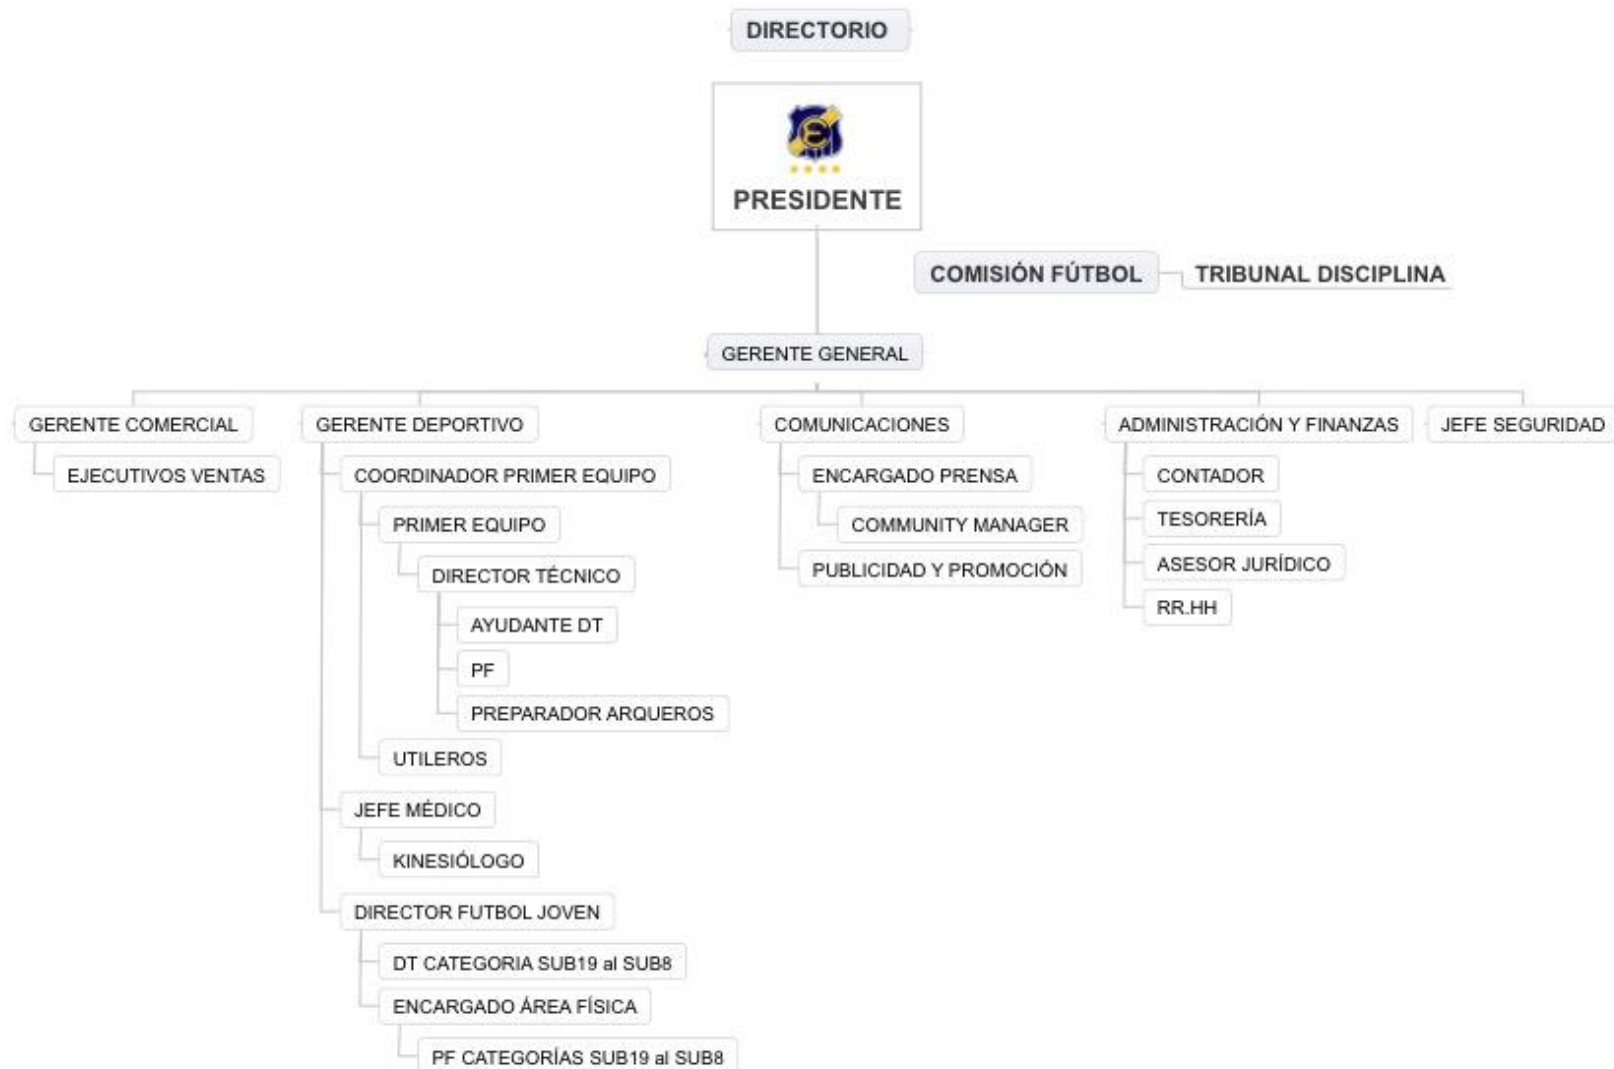 DIRECTORIO
E
PRESIDENTE
COMISIÓN FÚTBOL
TRIBUNAL DISCIPLINA
GERENTE GENERAL
GERENTE COMERCIAL
EJECUTIVOS VENTAS
GERENTE DEPORTIVO
COORDINADOR PRIMER EQUIPO
PRIMER EQUIPO
DIRECTOR TÉCNICO
AYUDANTE DT
PF
PREPARADOR ARQUEROS
UTILEROS
JEFE MÉDICO
KINESIÓLOGO
DIRECTOR FUTBOL JOVEN
DT CATEGORIA SUB19 al SUB8
ENCARGADO ÁREA FÍSICA
PF CATEGORÍAS SUB19 al SUB8
COMUNICACIONES
ENCARGADO PRENSA
COMMUNITY MANAGER
PUBLICIDAD Y PROMOCIÓN
ADMINISTRACIÓN Y FINANZAS
CONTADOR
TESORERÍA
ASESOR JURÍDICO
RR.HH
JEFE SEGURIDAD